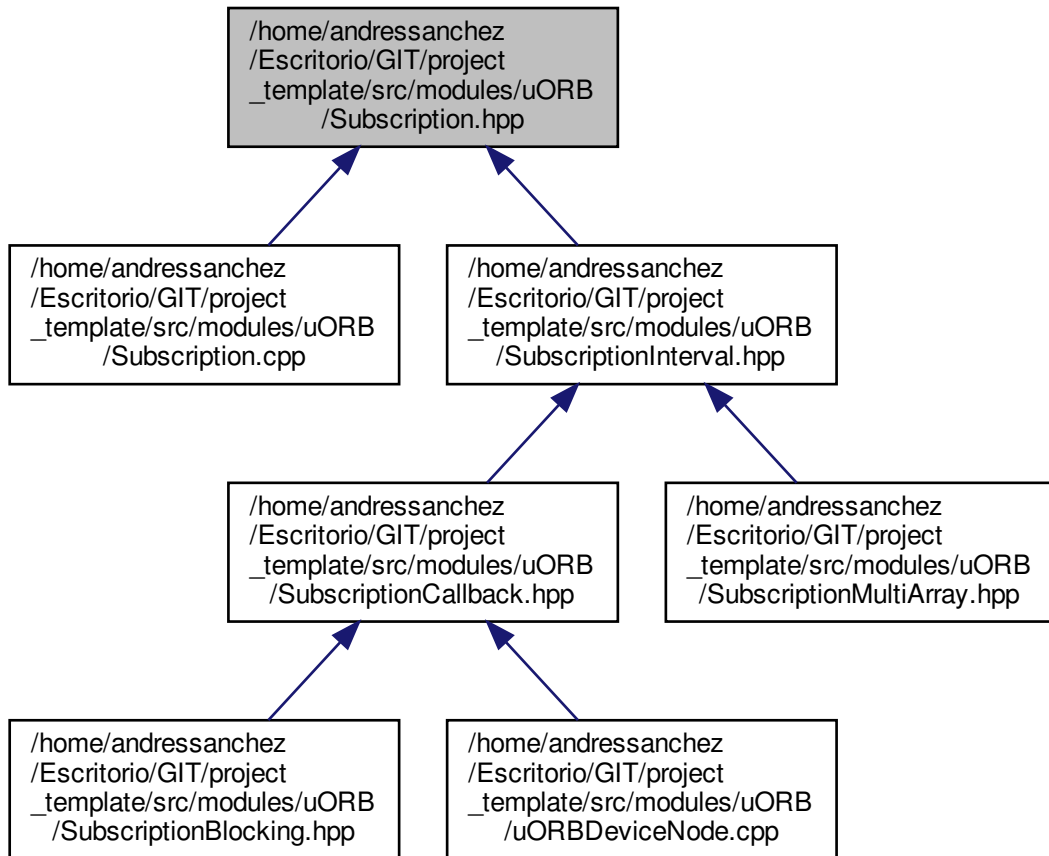 /home/andressanchez
/Escritorio/GIT/project
_template/src/modules/uORB
/Subscription.hpp
/home/andressanchez
/Escritorio/GIT/project
_template/src/modules/uORB
/Subscription.cpp
/home/andressanchez
/Escritorio/GIT/project
_template/src/modules/uORB
/SubscriptionInterval.hpp
/home/andressanchez
/Escritorio/GIT/project
_template/src/modules/uORB
/SubscriptionCallback.hpp
/home/andressanchez
/Escritorio/GIT/project
_template/src/modules/uORB
/SubscriptionMultiArray.hpp
/home/andressanchez
/Escritorio/GIT/project
_template/src/modules/uORB
/SubscriptionBlocking.hpp
/home/andressanchez
/Escritorio/GIT/project
_template/src/modules/uORB
/uORBDeviceNode.cpp